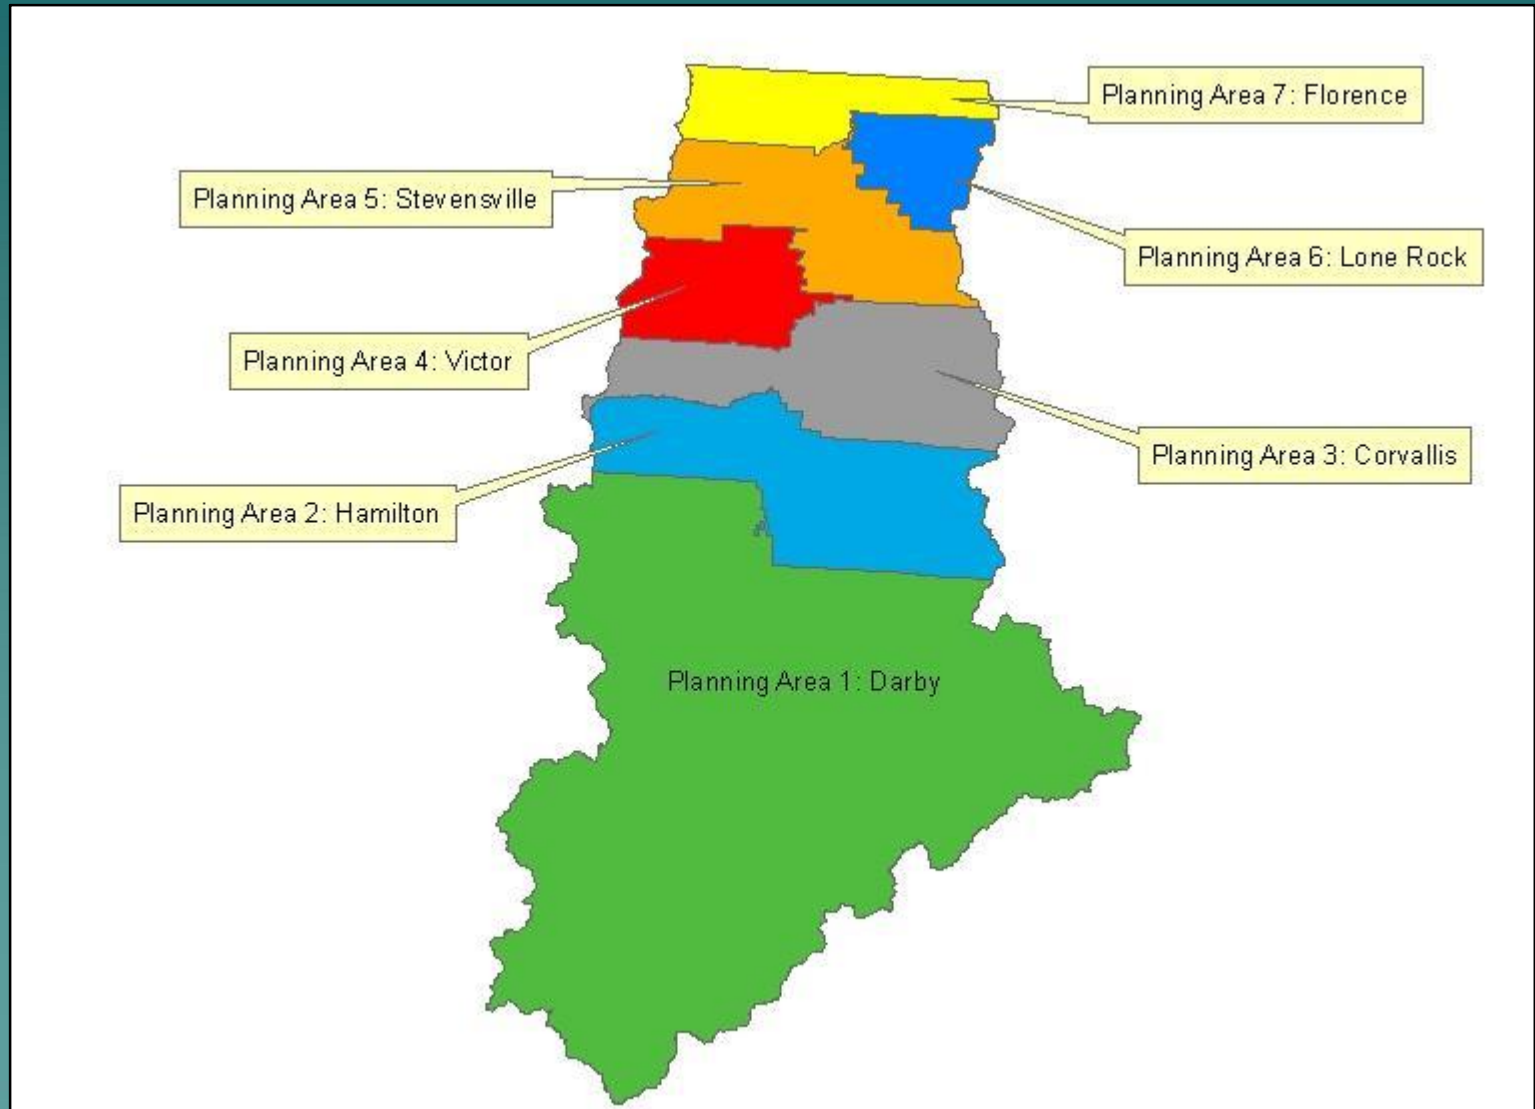 Planning Area 7: Florence
Planning Area 5: Stevensville
Planning Area 6: Lone Rock
Planning Area 4: Victor
Planning Area 3: Corvallis
Planning Area 2: Hamilton
Planning Area 1: Darby